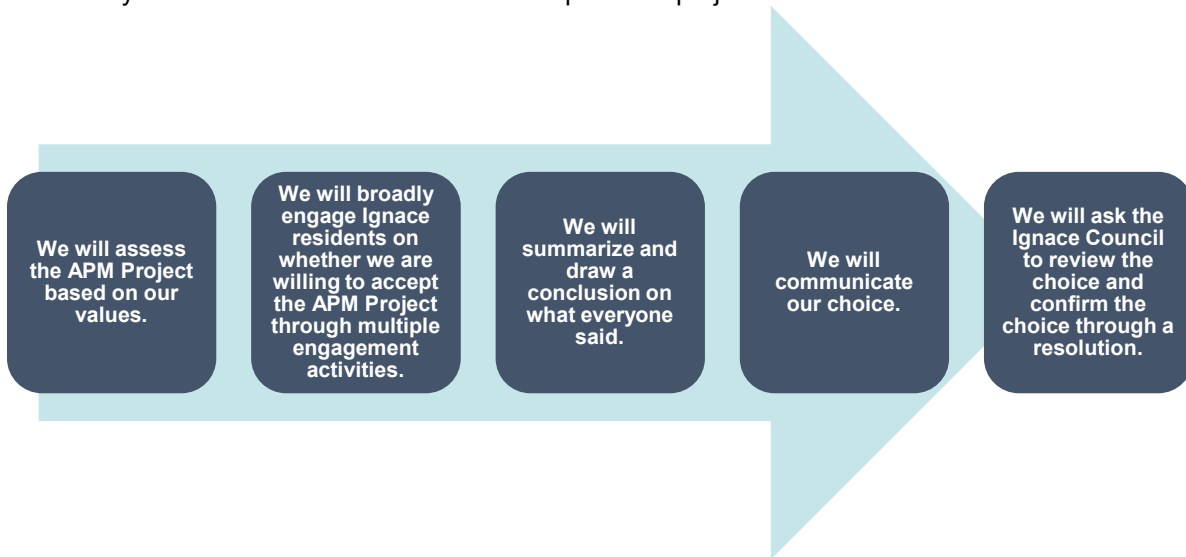 We will assess
the APM Project
based on our
values.
We will broadly
engage Ignace
residents on
whether we are
willing to accept
the APM Project
through multiple
engagement
activities.
We will
summarize and
draw a
conclusion on
what everyone
said.
We will
communicate
our choice.
We will ask the
Ignace Council
to review the
choice and
confirm the
choice through a
resolution.